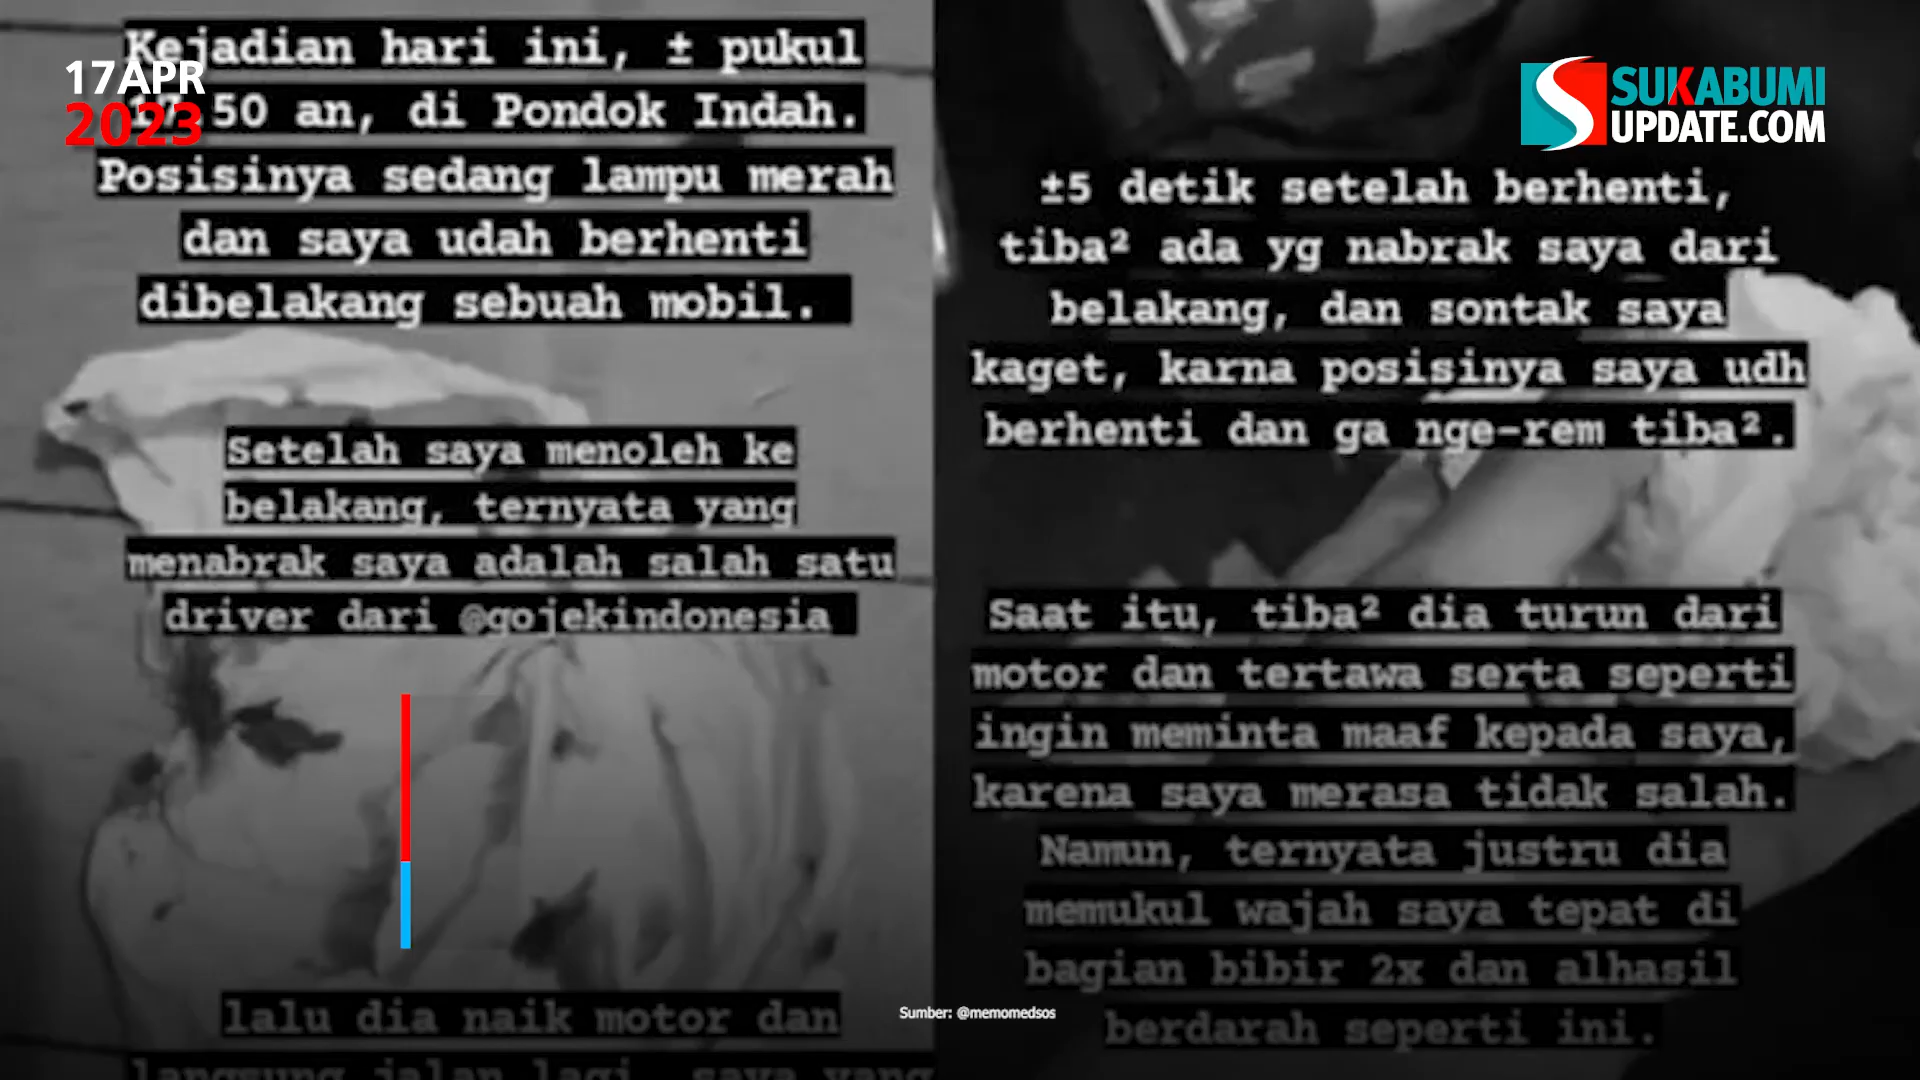 Kejadian hari ini, ± pukul
50 an, di Pondok Indah.
Posisinya sedang lampu merah
dan saya udah berhenti
dibelakang sebuah mobil.
17APR
2023
Setelah saya menoleh ke
belakang, ternyata yang
menabrak saya adalah salah satu
driver dari @gojekindonesia
lalu dia naik motor dan
langsung jalan lagi, saya yang
SUKABUMI
UPDATE.COM
±5 detik setelah berhenti,
tiba² ada yg nabrak saya dari
belakang, dan sontak saya
kaget, karna posisinya saya udh
berhenti dan ga nge-rem tiba².
Saat itu, tiba² dia turun dari
motor dan tertawa serta seperti
ingin meminta maaf kepada saya,
karena saya merasa tidak salah.
Namun, ternyata justru dia
memukul wajah saya tepat di
bagian bibir 2x dan alhasil
berdarah seperti ini.
Sumber: @memomedsos